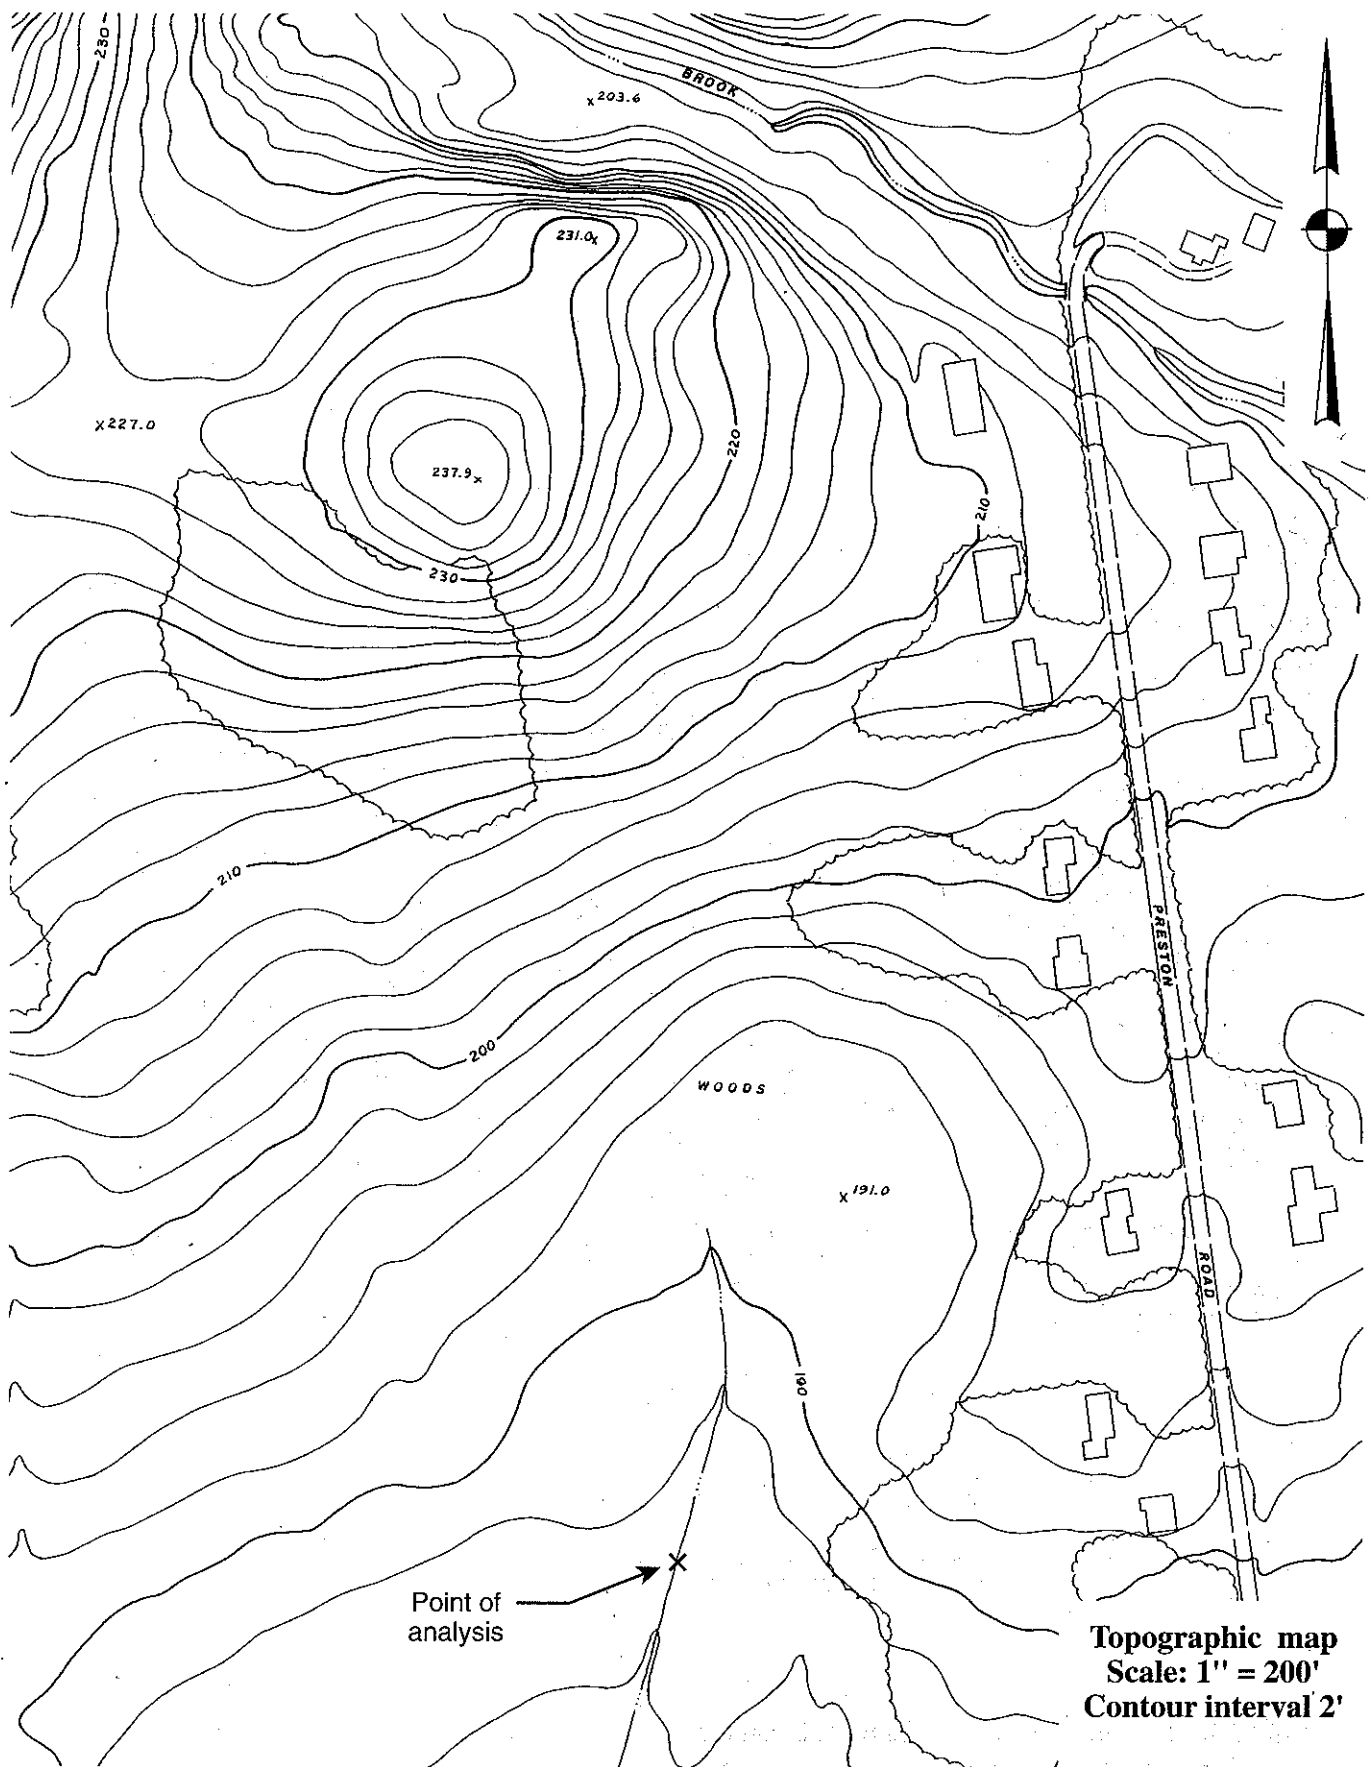 230
BROOK
x 203.6
231.0x
x 227.0
237.9x
220
210
230
210
PRESTON
200
WOODS
x 191.0
ROAD
190
Point of
analysis
Topographic map
Scale: 1'' = 200'
Contour interval 2'